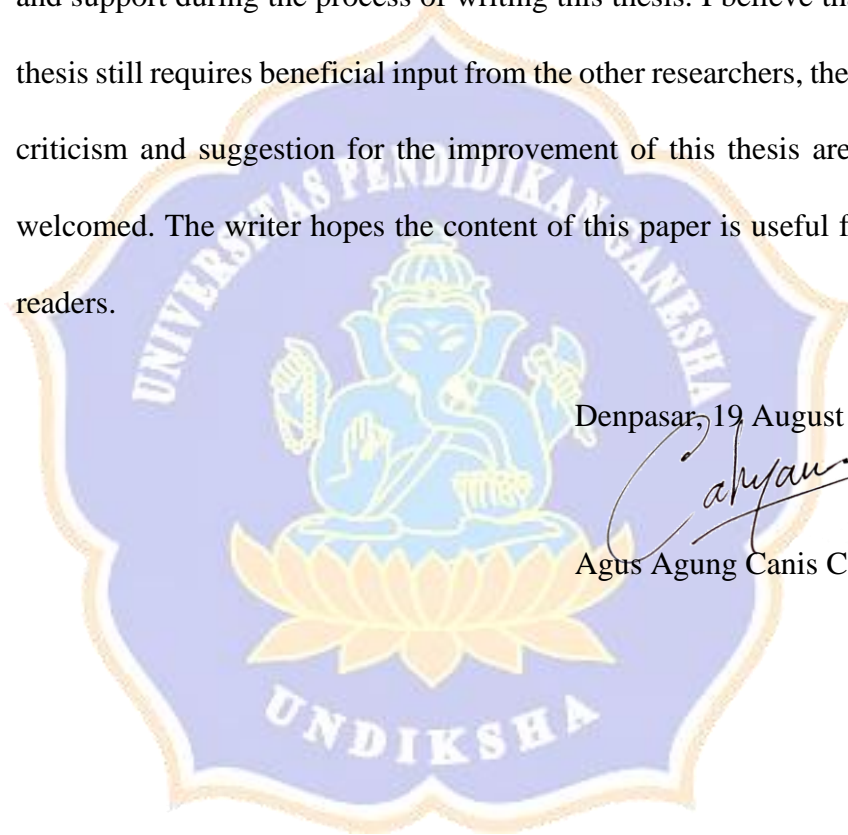 and support during the process of writing this thesis. I believe
thesis still requires beneficial input from the other researchers,
criticism and suggestion for the improvement of this thesis are
welcomed. The writer hopes the content of this paper is useful
readers.
UNIVERSITAS PENDIDIKAN GANESHA
Denpasar, 19 August
Agus Agung Canis C
UNDIKSHA